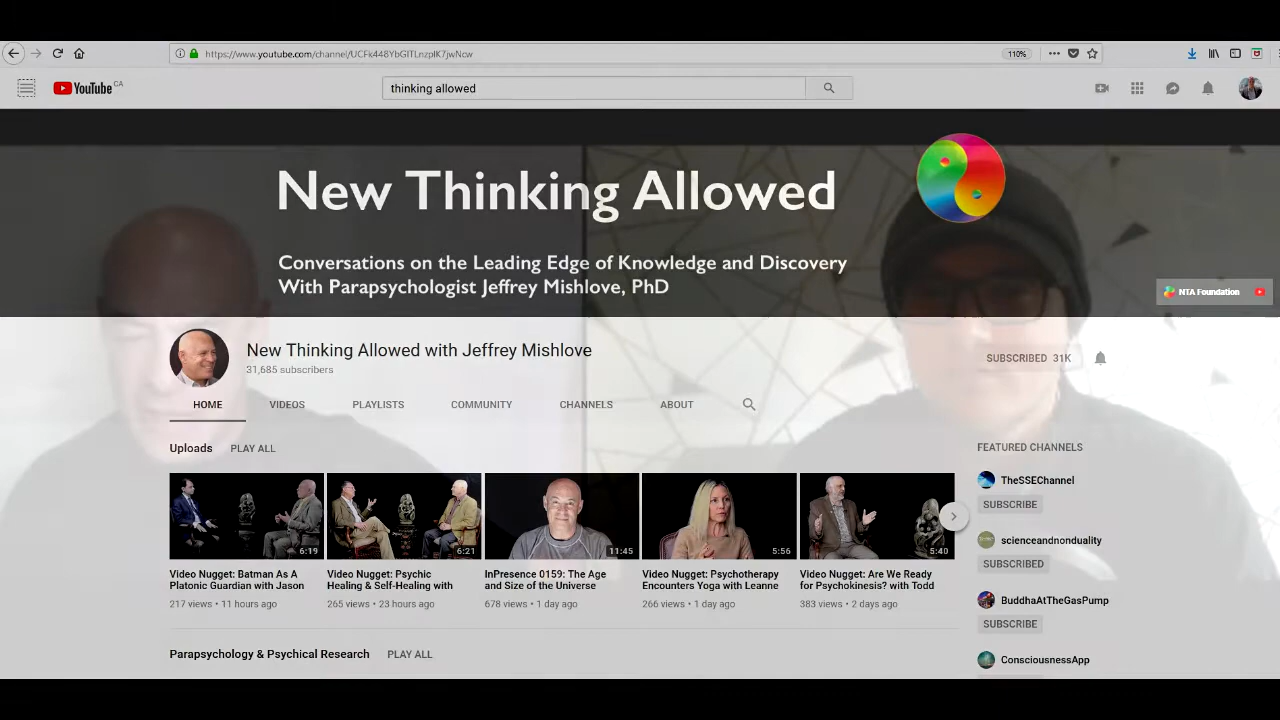 https://www.youtube.com/channel/UCFk448YbGITLnzplK7jwNcw
110%
YouTube CA
thinking allowed
New Thinking Allowed
Conversations on the Leading Edge of Knowledge and Discovery
With Parapsychologist Jeffrey Mishlove, PhD
NTA Foundation
New Thinking Allowed with Jeffrey Mishlove
31,685 subscribers
SUBSCRIBED 31K
HOME VIDEOS PLAYLISTS COMMUNITY CHANNELS ABOUT
Uploads PLAY ALL
6:19
6:21
11:45
5:56
5:40
Video Nugget: Batman As A
Platonic Guardian with Jason
217 views • 11 hours ago
Video Nugget: Psychic
Healing & Self-Healing with
265 views • 23 hours ago
InPresence 0159: The Age
and Size of the Universe
678 views • 1 day ago
Video Nugget: Psychotherapy
Encounters Yoga with Leanne
266 views • 1 day ago
Video Nugget: Are We Ready
for Psychokinesis? with Todd
383 views • 2 days ago
Parapsychology & Psychical Research PLAY ALL
FEATURED CHANNELS
TheSSEChannel
SUBSCRIBE
scienceandnonduality
SUBSCRIBED
BuddhaAtTheGasPump
SUBSCRIBE
ConsciousnessApp